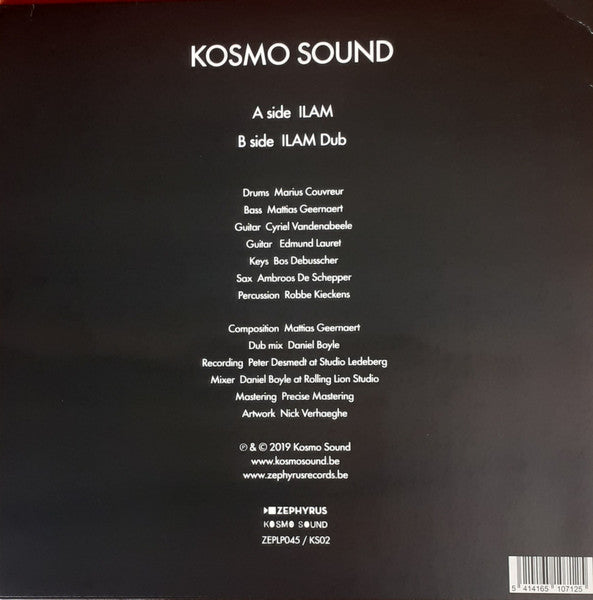 KOSMO SOUND
A side ILAM
B side ILAM Dub
Drums Marius Couvreur
Bass Mattias Geernaert
Guitar Cyriel Vandenabeele
Guitar Edmund Lauret
Keys Bos Debusscher
Sax Ambroos De Schepper
Percussion Robbe Kieckens
Composition Mattias Geernaert
Dub mix Daniel Boyle
Recording Peter Desmedt at Studio Ledeberg
Mixer Daniel Boyle at Rolling Lion Studio
Mastering Precise Mastering
Artwork Nick Verhaeghe
℗ & © 2019 Kosmo Sound
www.kosmosound.be
www.zephyrusrecords.be
ZEPHYRUS
KOSMO SOUND
ZEPLP045 / KS02
5 414165 107125